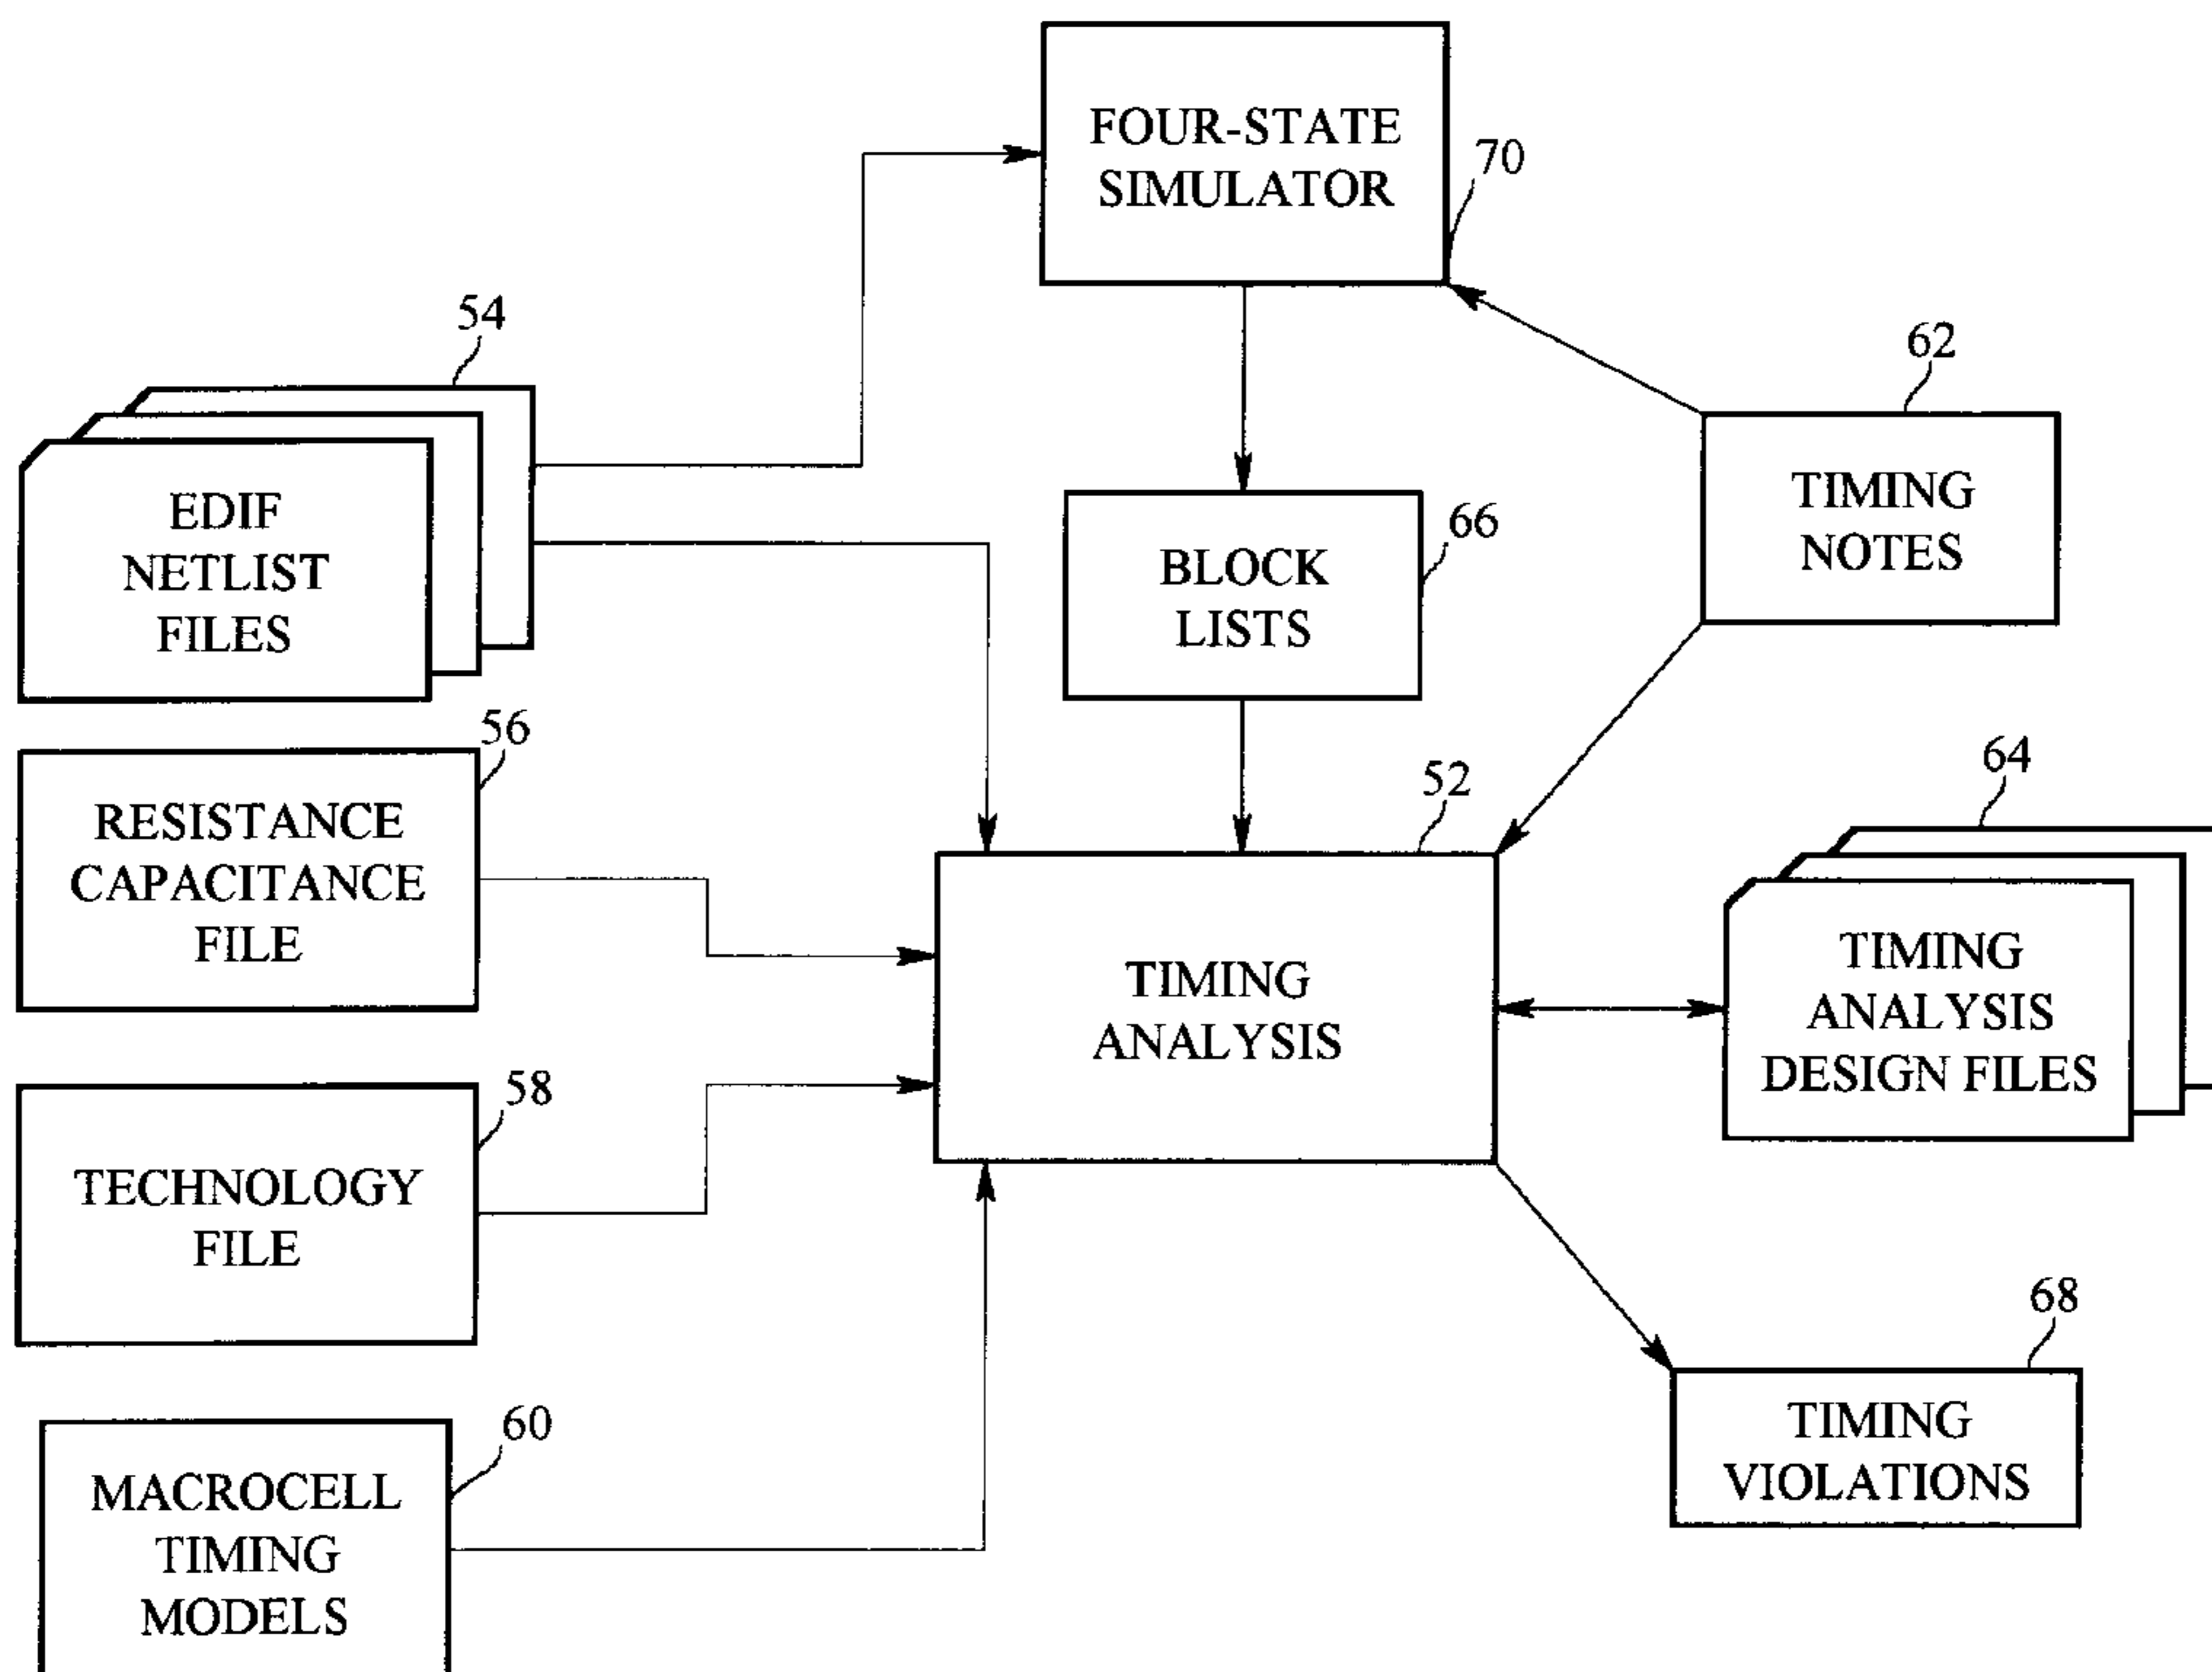 FOUR-STATE
SIMULATOR
70
54
EDIF
NETLIST
FILES
62
TIMING
NOTES
BLOCK
LISTS
66
56
RESISTANCE
CAPACITANCE
FILE
52
TIMING
ANALYSIS
64
TIMING
ANALYSIS
DESIGN FILES
58
TECHNOLOGY
FILE
68
TIMING
VIOLATIONS
60
MACROCELL
TIMING
MODELS